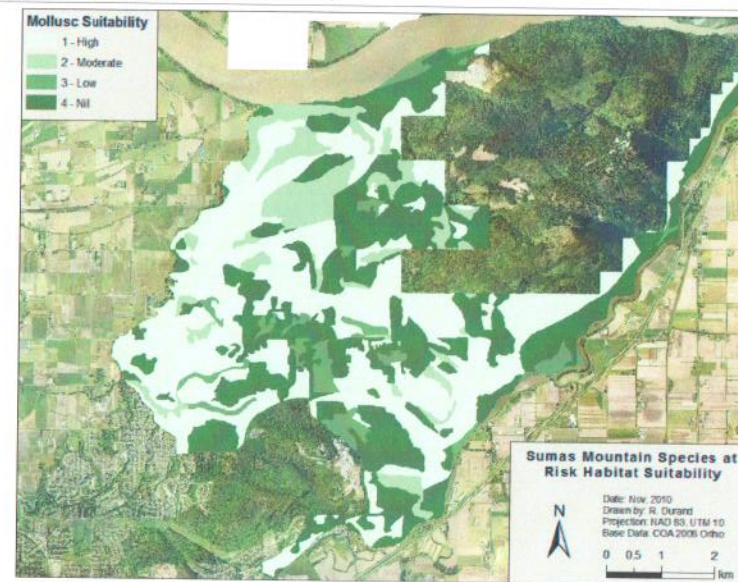 Mollusc Suitability
1 - High
2 - Moderate
3 - Low
4 - Nil
Sumas Mountain Species at
Risk Habitat Suitability
N
Date: Nov, 2010
Drawn by: R. Durand
Projection: NAD 83, UTM 10
Base Data: COA 2006 Ortho
0 0.5 1 2
km